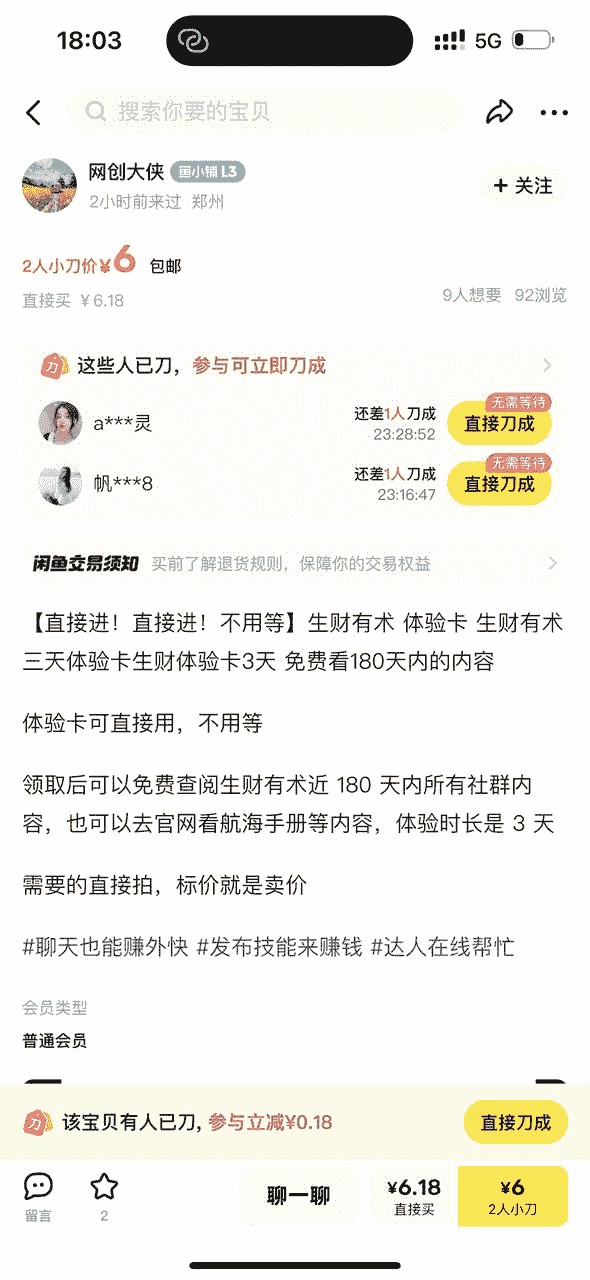 18:03
5G
搜索你要的宝贝
网创大侠 鱼小铺 L3
2小时前来过 郑州
+ 关注
2人小刀价¥6 包邮
直接买 ¥6.18
9人想要 92浏览
这些人已刀，参与可立即刀成
a***灵
还差1人刀成
23:28:52
无需等待
直接刀成
帆***8
还差1人刀成
23:16:47
无需等待
直接刀成
闲鱼交易须知 买前了解退货规则，保障你的交易权益
【直接进！直接进！不用等】生财有术 体验卡 生财有术
三天体验卡生财体验卡3天 免费看180天内的内容
体验卡可直接用，不用等
领取后可以免费查阅生财有术近 180 天内所有社群内
容，也可以去官网看航海手册等内容，体验时长是 3 天
需要的直接拍，标价就是卖价
#聊天也能赚外快 #发布技能来赚钱 #达人在线帮忙
会员类型
普通会员
刀 该宝贝有人已刀, 参与立减¥0.18
直接刀成
留言
2
聊一聊
¥6.18
直接买
¥6
2人小刀